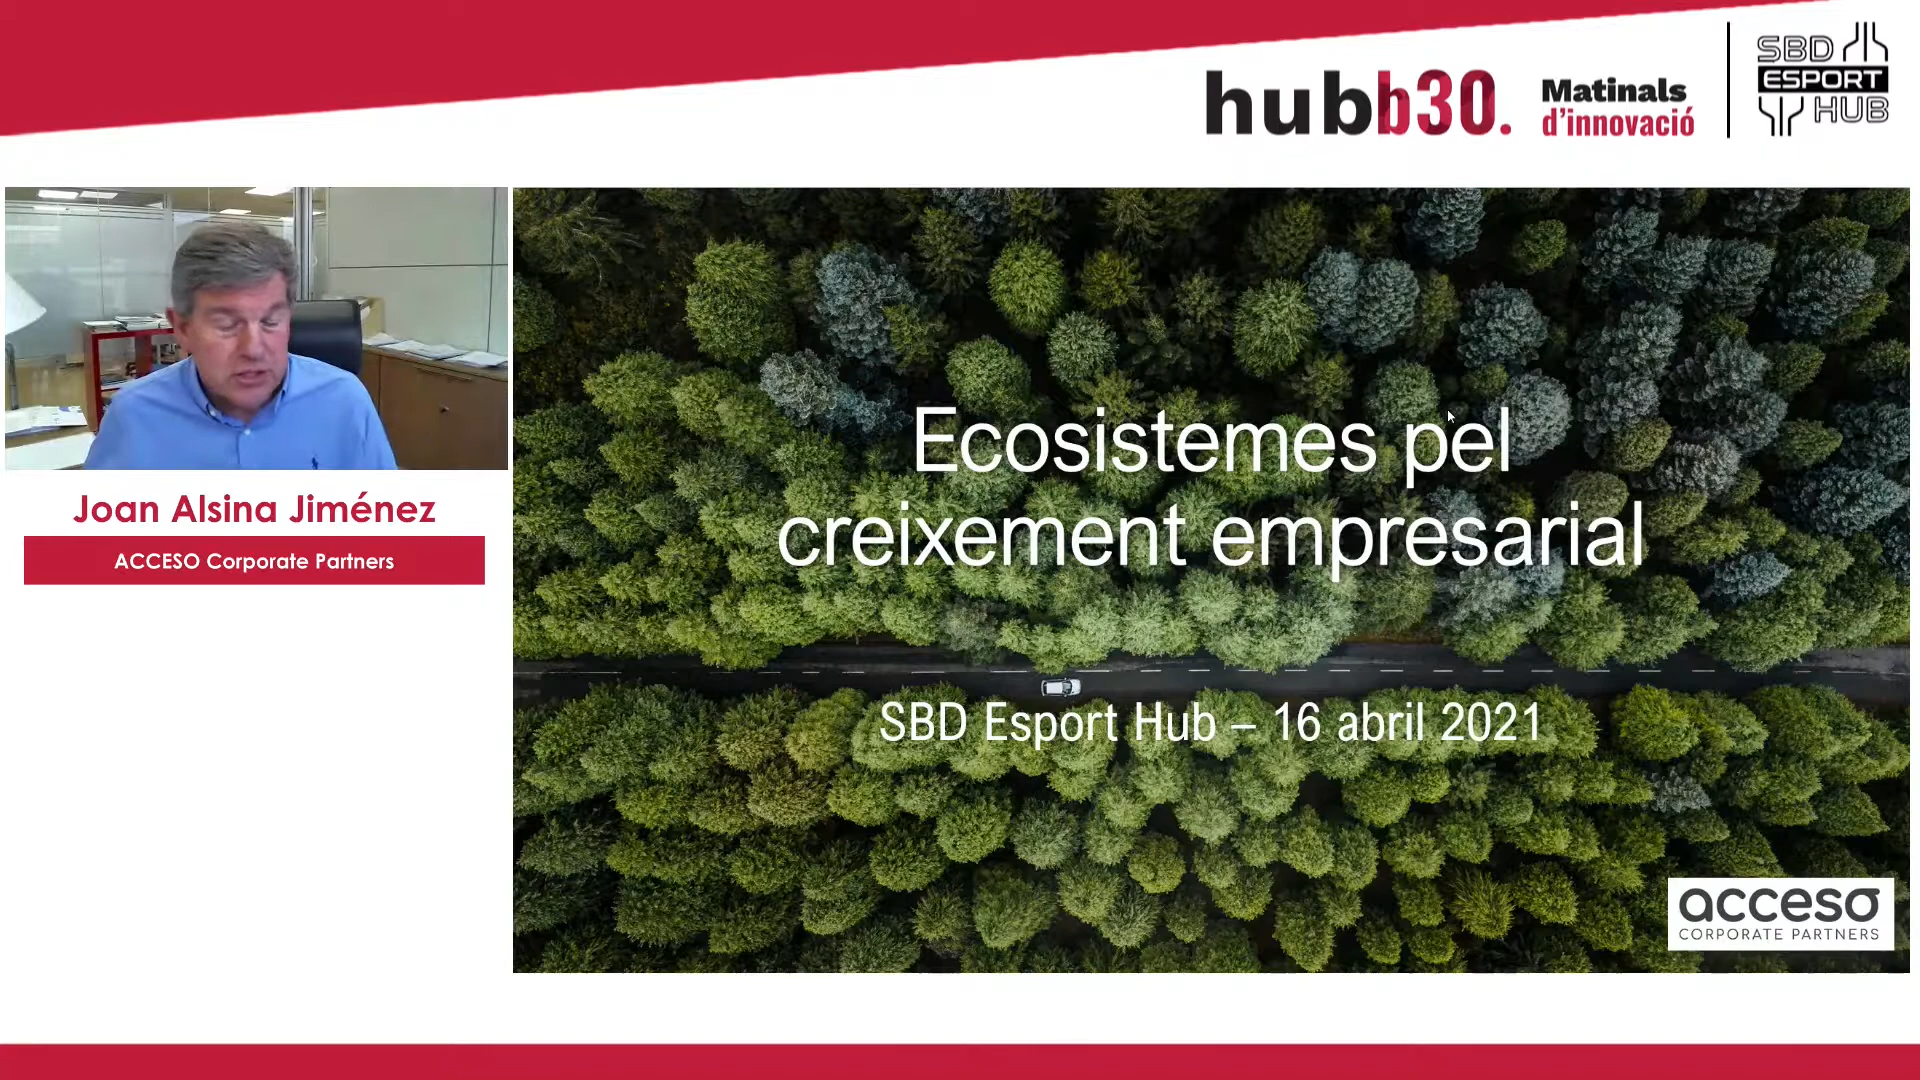 hubb30.
Matinals
d'innovació
SBD
ESPORT
HUB
Joan Alsina Jiménez
ACCESO Corporate Partners
Ecosistemes pel
creixement empresarial
SBD Esport Hub – 16 abril 2021
acceso
CORPORATE PARTNERS